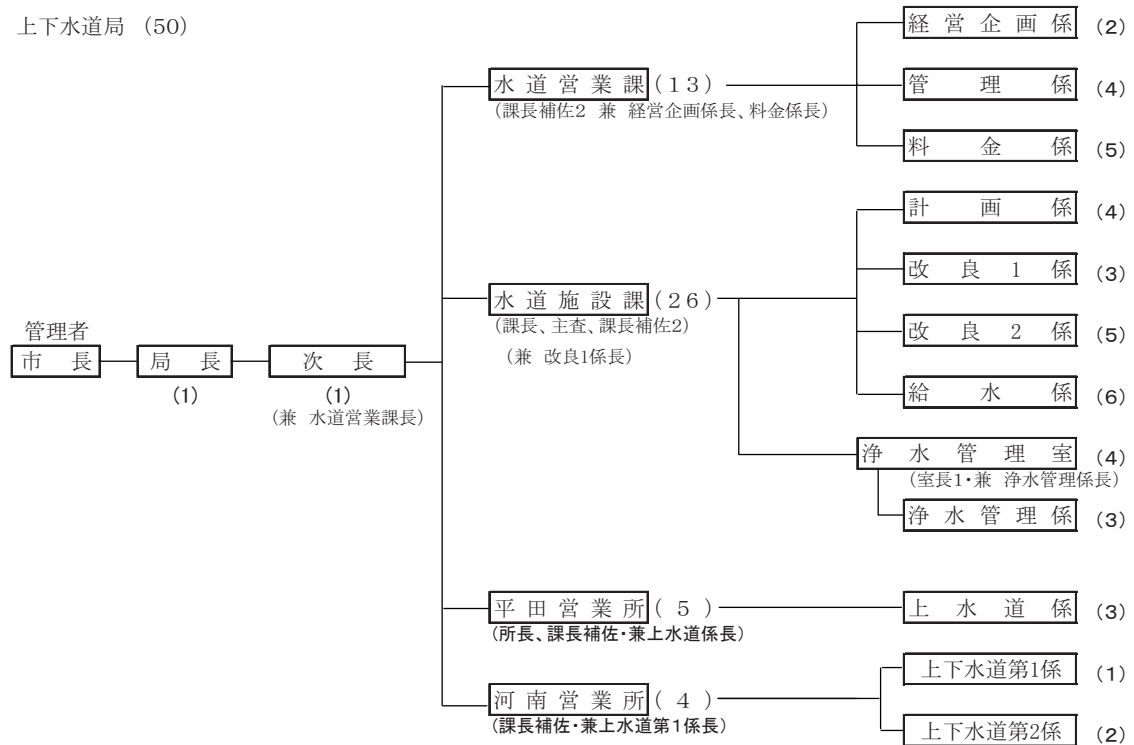 上下水道局 (50)
経営企画係 (2)
水道営業課(13)
管理係 (4)
(課長補佐2 兼 経営企画係長、料金係長)
料金係 (5)
計画係 (4)
改良1係 (3)
水道施設課(26)
(課長、主査、課長補佐2)
(兼 改良1係長)
改良2係 (5)
管理者
市長
局長
次長
(1)
(1)
(兼 水道営業課長)
給水係 (6)
浄水管理室 (4)
(室長1・兼 浄水管理係長)
浄水管理係 (3)
平田営業所(5)
上水道係 (3)
(所長、課長補佐・兼上水道係長)
上下水道第1係 (1)
河南営業所(4)
(課長補佐・兼上水道第1係長)
上下水道第2係 (2)